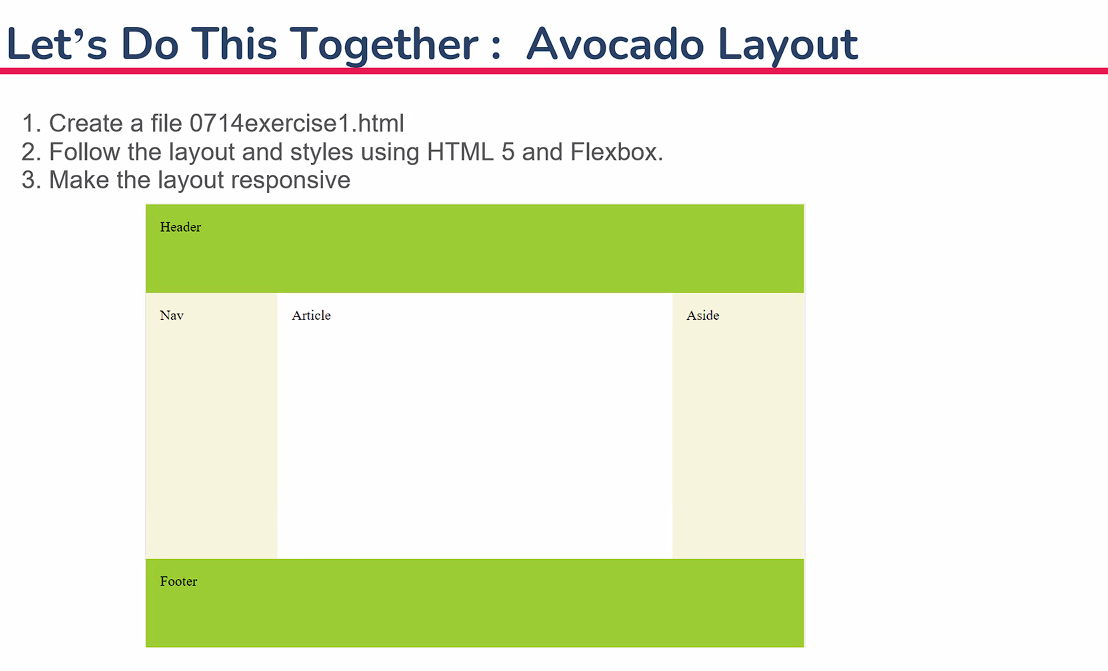 Let’s Do This Together :  Avocado Layout
1. Create a file 0714exercise1.html
2. Follow the layout and styles using HTML 5 and Flexbox.
3. Make the layout responsive
Header
Nav
Article
Aside
Footer